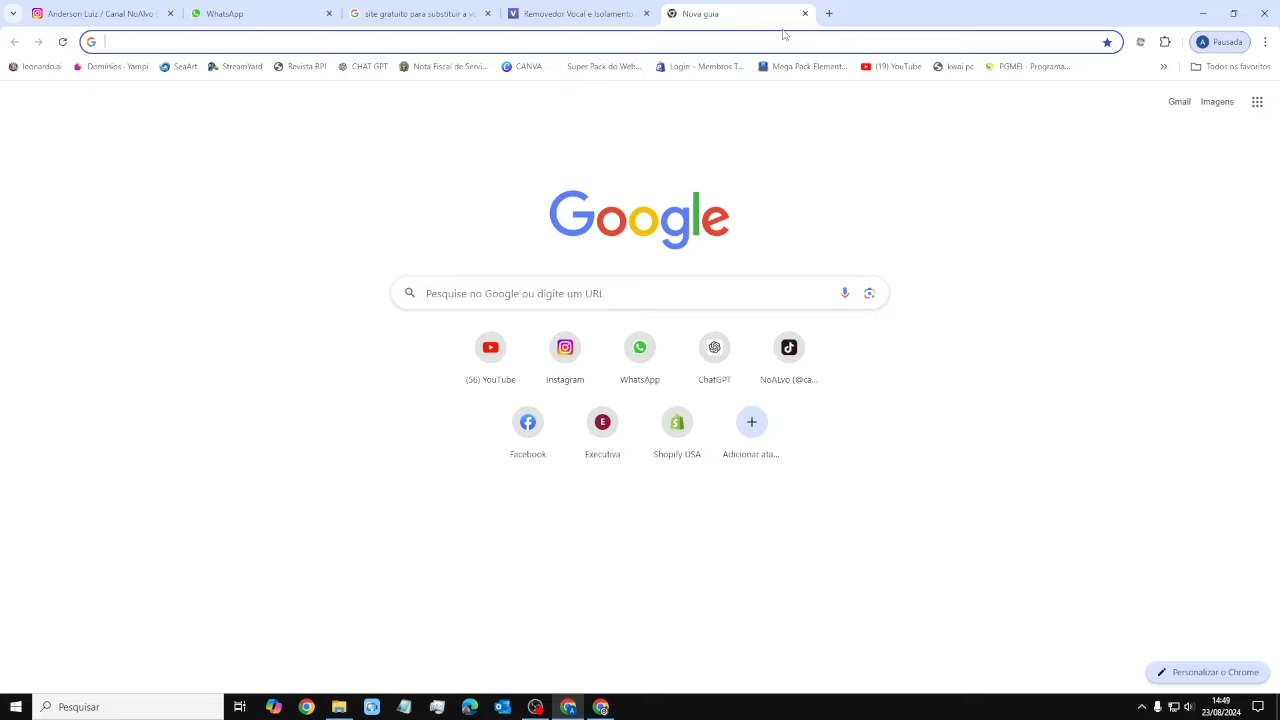 Anderson Luiz / Canal NoAlvo
WhatsApp
site gratuito para substituir a v
Removedor Vocal e Isolamento
Nova guia
Pausada
leonardo.ai
Domínios · Yampi
SeaArt
StreamYard
Revista RPI
CHAT GPT
Nota Fiscal de Servi...
CANVA
Super Pack do Web...
Login – Membros T...
Mega Pack Element...
(19) YouTube
kwai pc
PGMEI - Programa...
»
Todos os favoritos
Gmail
Imagens
Google
Pesquise no Google ou digite um URL
(56) YouTube
Instagram
WhatsApp
ChatGPT
NoALvo (@ca...
Facebook
Executiva
Shopify USA
Adicionar ata...
Personalizar o Chrome
Pesquisar
14:49
23/08/2024